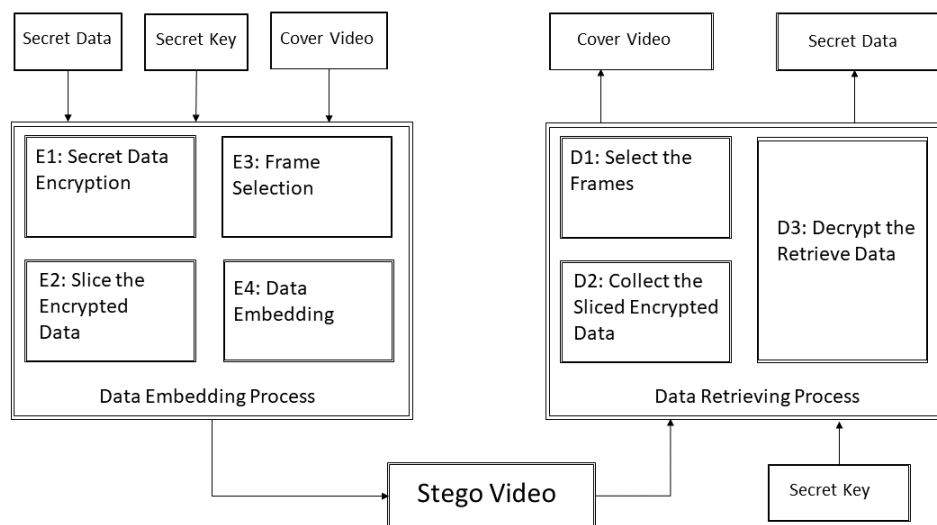 Secret Data
Secret Key
Cover Video
Cover Video
Secret Data
E1: Secret Data
Encryption
E3: Frame
Selection
E2: Slice the
Encrypted
Data
E4: Data
Embedding
Data Embedding Process
D1: Select the
Frames
D2: Collect the
Sliced Encrypted
Data
D3: Decrypt the
Retrieve Data
Data Retrieving Process
Stego Video
Secret Key